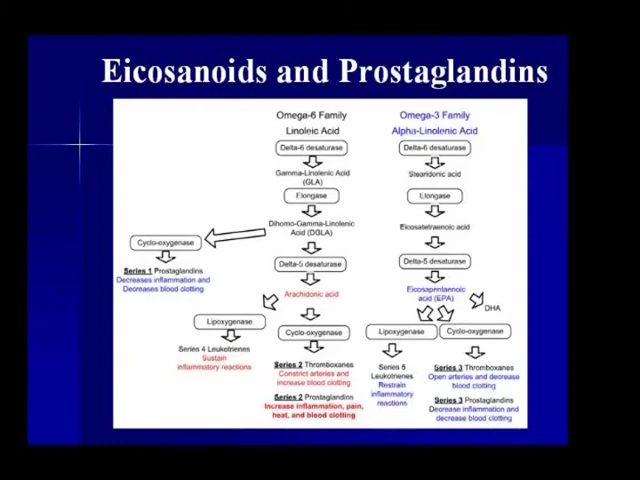 Eicosanoids and Prostaglandins
Omega-6 Family
Linoleic Acid
Delta-6 desaturase
Gamma-Linolenic Acid
(GLA)
Elongase
Dihomo-Gamma-Linolenic
Acid (DGLA)
Cyclo-oxygenase
Series 1 Prostaglandins
Decreases inflammation and
Decreases blood clotting
Delta-5 desaturase
Arachidonic acid
Lipoxygenase
Series 4 Leukotrienes
Sustain
inflammatory reactions
Cyclo-oxygenase
Series 2 Thromboxanes
Constrict arteries and
increase blood clotting
Series 2 Prostaglandins
Increase inflammation, pain,
heat, and blood clotting
Omega-3 Family
Alpha-Linolenic Acid
Delta-6 desaturase
Stearidonic acid
Elongase
Eicosatetraenoic acid
Delta-5 desaturase
Eicosapentaenoic
acid (EPA)
DHA
Lipoxygenase
Series 5
Leukotrienes
Restrain
inflammatory
reactions
Cyclo-oxygenase
Series 3 Thromboxanes
Open arteries and decrease
blood clotting
Series 3 Prostaglandins
Decrease inflammation and
decrease blood clotting